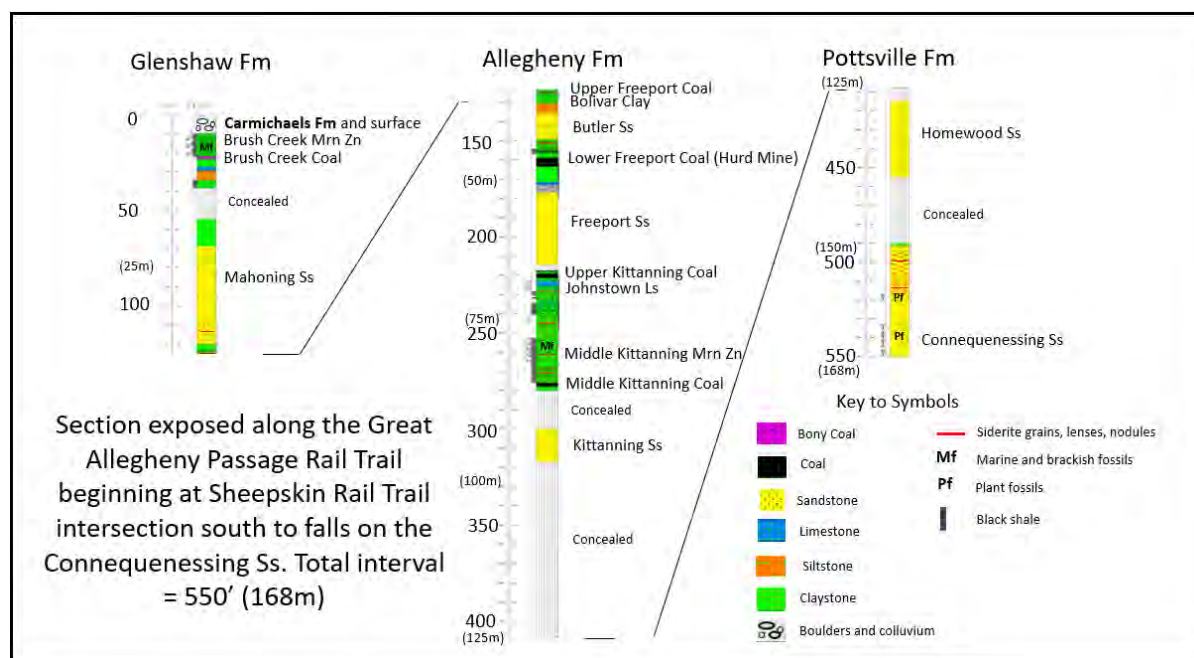 Glenshaw Fm
0
Carmichaels Fm and surface
Mf
Brush Creek Mrn Zn
Brush Creek Coal
Concealed
50
(25m)
Mahoning Ss
100
Section exposed along the Great
Allegheny Passage Rail Trail
beginning at Sheepskin Rail Trail
intersection south to falls on the
Connequenessing Ss. Total interval
= 550' (168m)
Allegheny Fm
Upper Freeport Coal
Bolivar Clay
Butler Ss
150
Lower Freeport Coal (Hurd Mine)
(50m)
Freeport Ss
200
Upper Kittanning Coal
Johnstown Ls
(75m)
250
Mf
Middle Kittanning Mrn Zn
Middle Kittanning Coal
Concealed
300
Kittanning Ss
(100m)
350
Concealed
400
(125m)
Pottsville Fm
(125m)
Homewood Ss
450
Concealed
(150m)
500
Pf
Pf
Connequenessing Ss
550
(168m)
Key to Symbols
Bony Coal
Coal
Sandstone
Limestone
Siltstone
Claystone
Boulders and colluvium
Siderite grains, lenses, nodules
Mf Marine and brackish fossils
Pf Plant fossils
Black shale